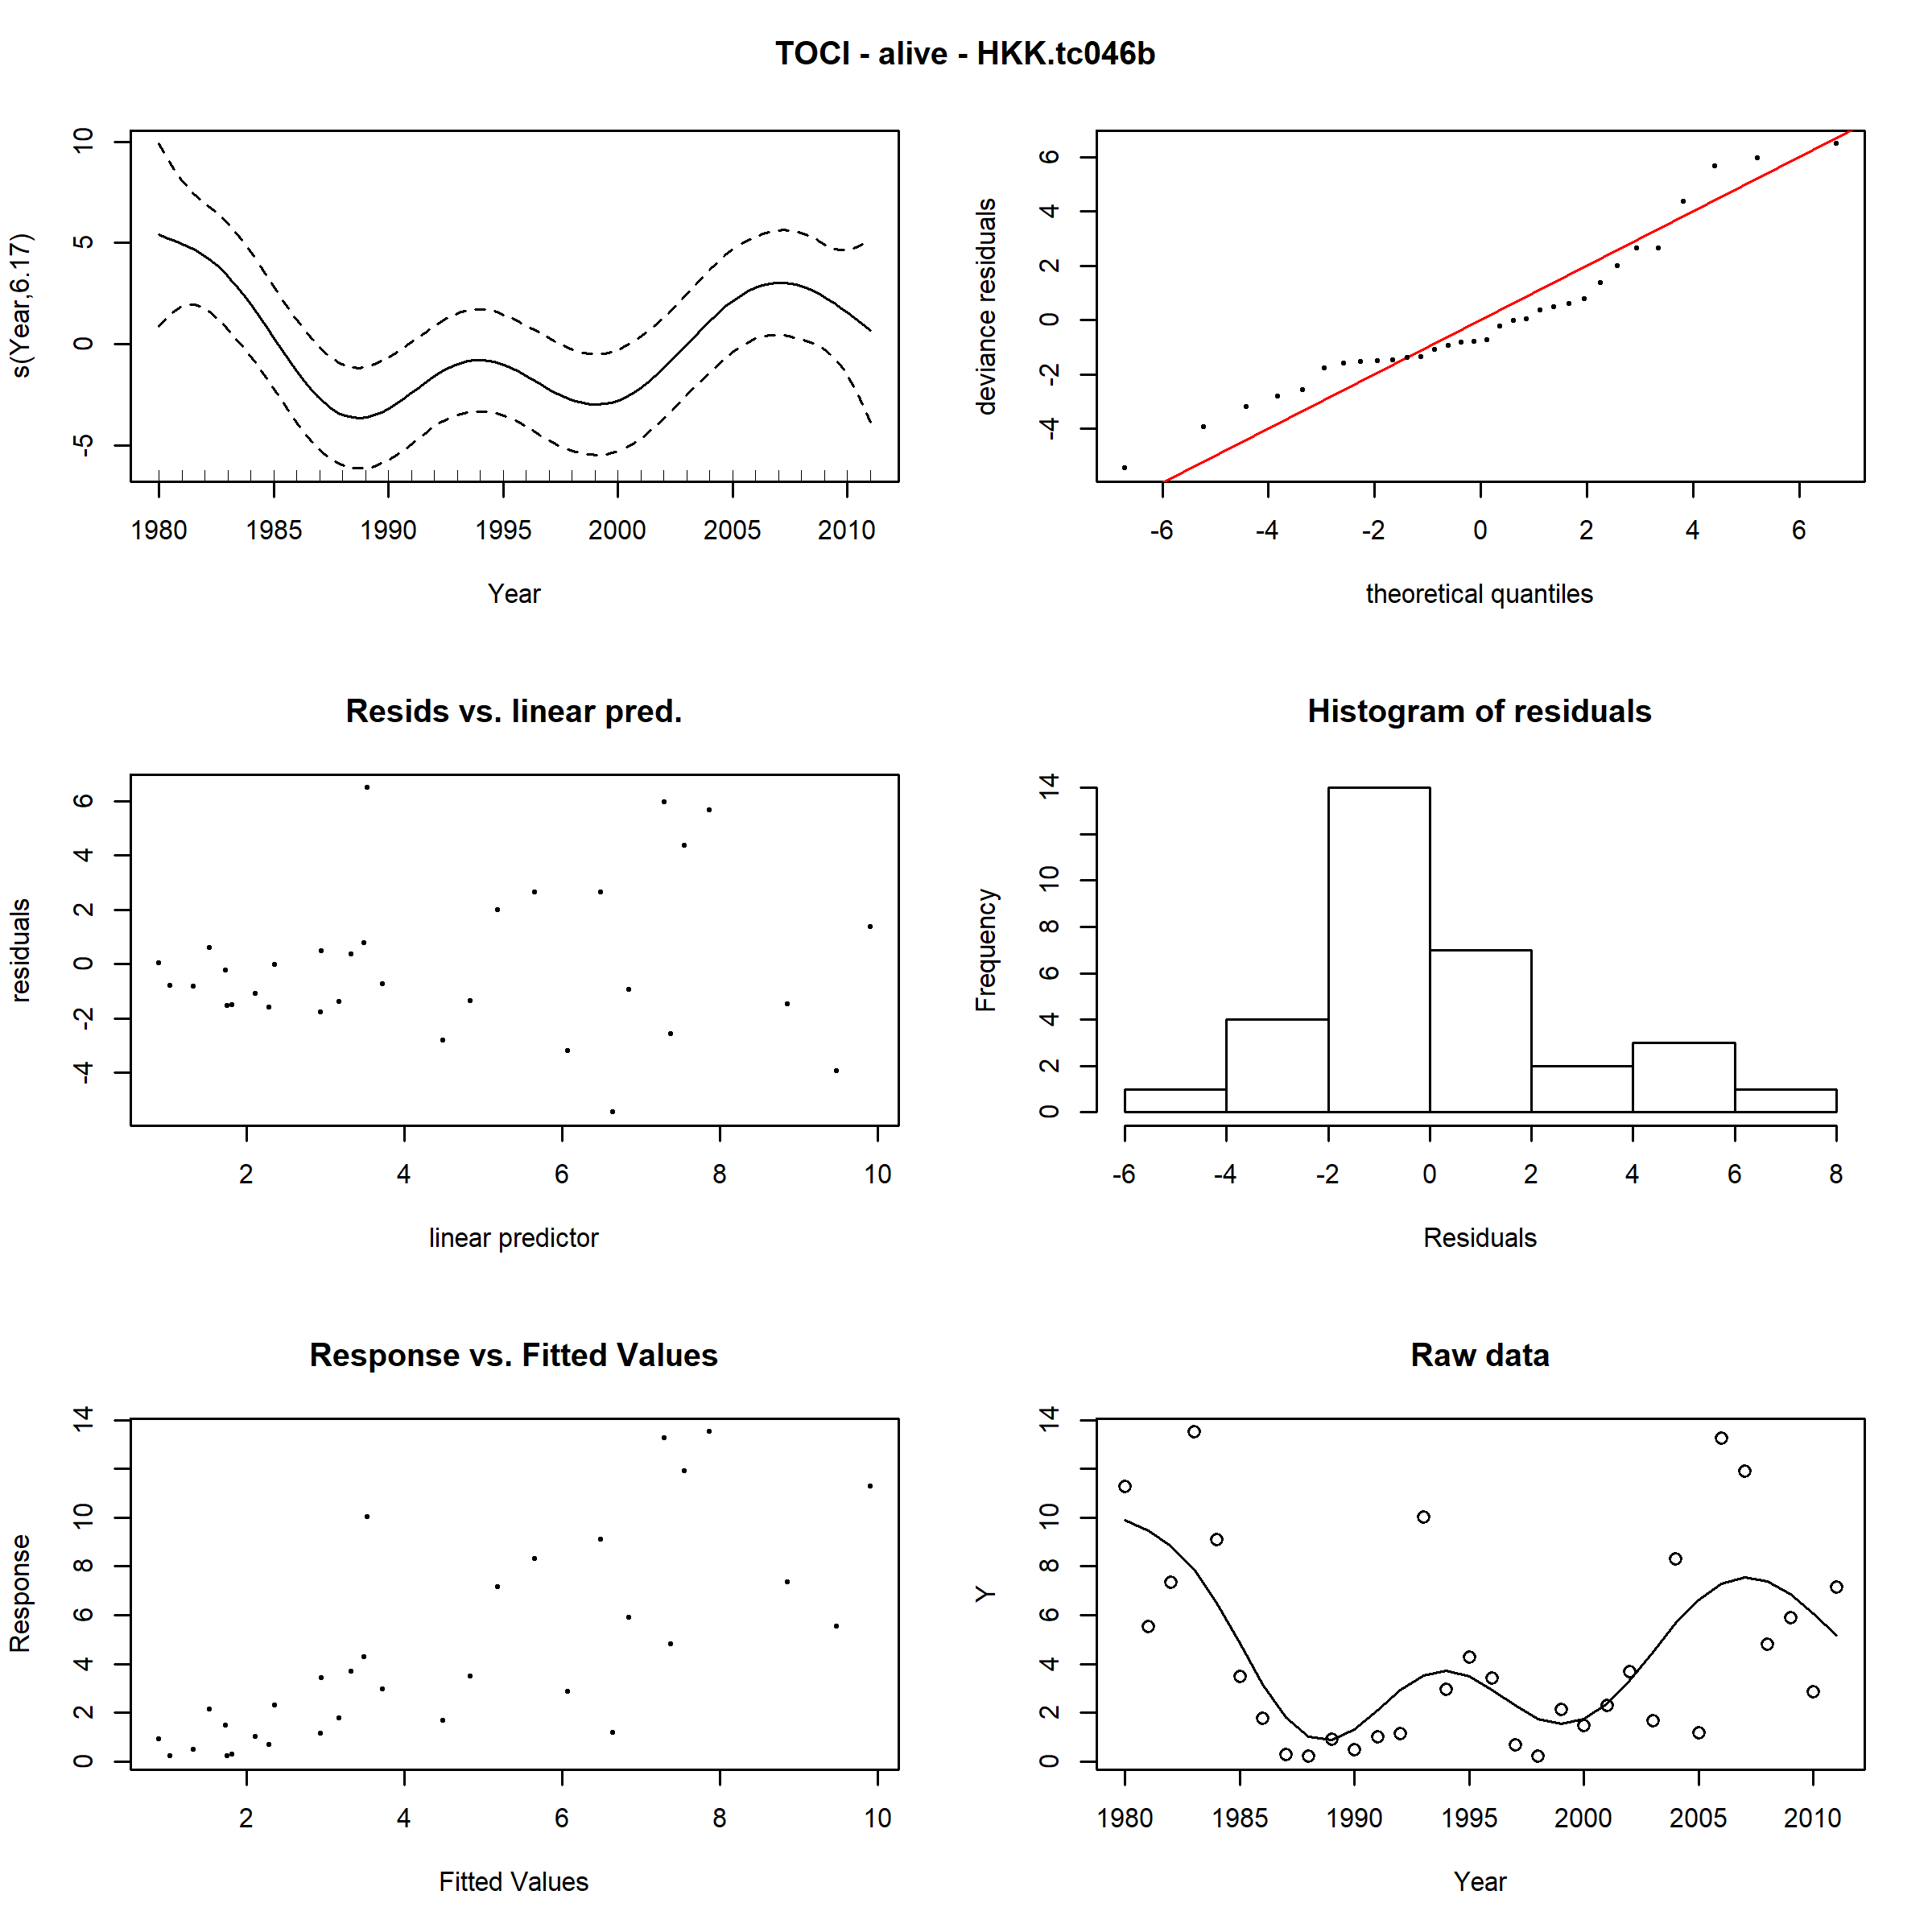 TOCI - alive - HKK.tc046b
s(Year,6.17)
10
5
0
-5
1980 1985 1990 1995 2000 2005 2010
Year
deviance residuals
6
4
2
0
-2
-4
-6 -4 -2 0 2 4 6
theoretical quantiles
Resids vs. linear pred.
residuals
6
4
2
0
-2
-4
2 4 6 8 10
linear predictor
Histogram of residuals
Frequency
14
10
8
6
4
2
0
-6 -4 -2 0 2 4 6 8
Residuals
Response vs. Fitted Values
Response
14
10
8
6
4
2
0
2 4 6 8 10
Fitted Values
Raw data
Y
14
10
8
6
4
2
0
1980 1985 1990 1995 2000 2005 2010
Year